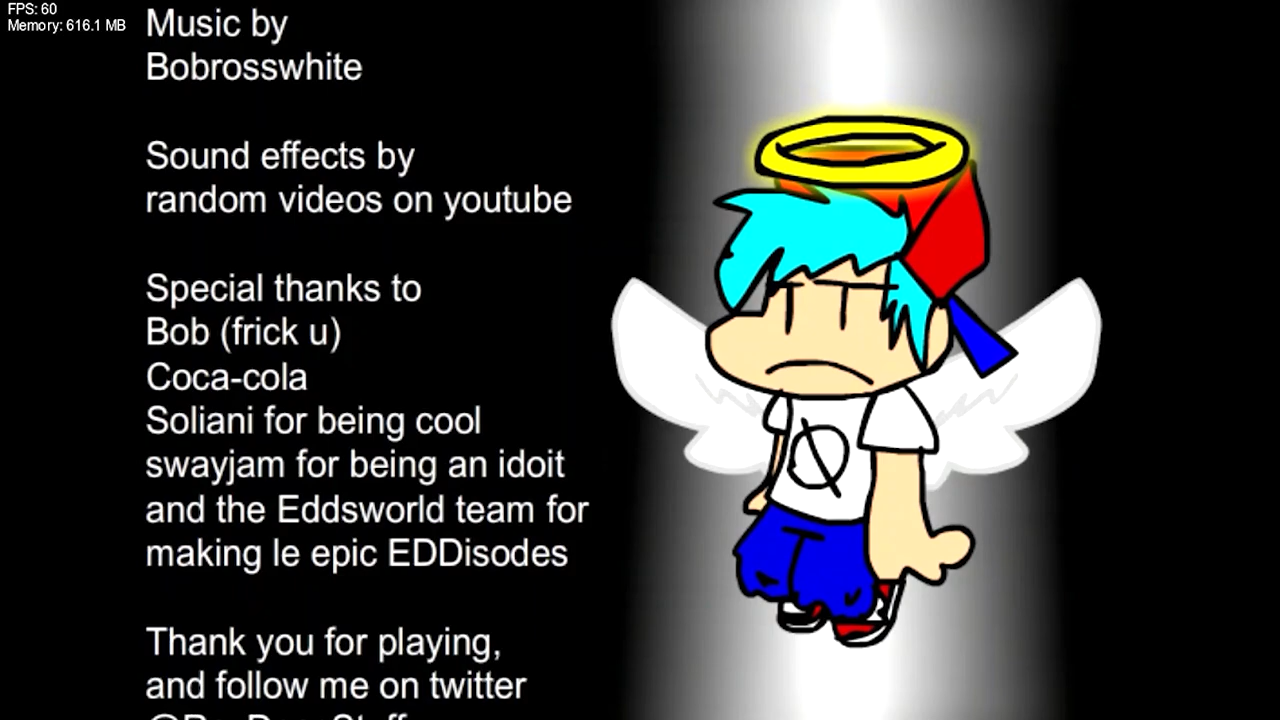 FPS: 60
Memory: 616.1 MB
Music by
Bobrosswhite
Sound effects by
random videos on youtube
Special thanks to
Bob (frick u)
Coca-cola
Soliani for being cool
swayjam for being an idoit
and the Eddsworld team for
making le epic EDDisodes
Thank you for playing,
and follow me on twitter